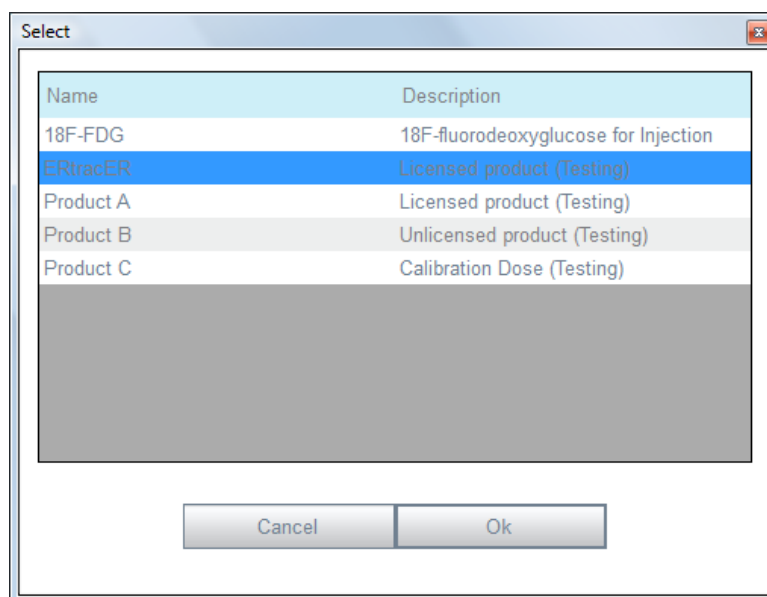 Select
Name Description
18F-FDG 18F-fluorodeoxyglucose for Injection
ERtracER Licensed product (Testing)
Product A Licensed product (Testing)
Product B Unlicensed product (Testing)
Product C Calibration Dose (Testing)
Cancel Ok